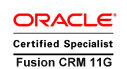 ORACLE
Certified Specialist
Fusion CRM 11G